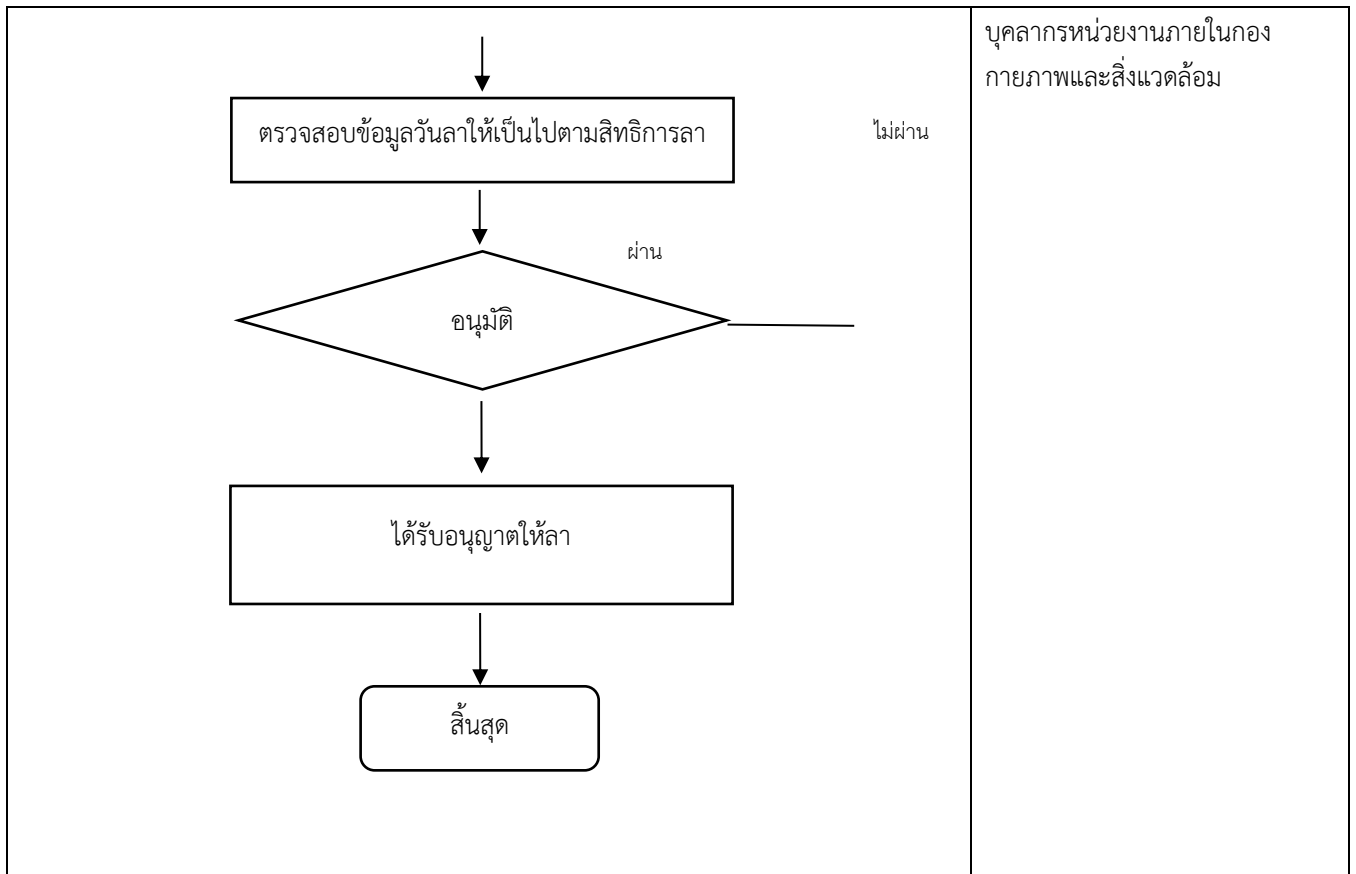 บุคลากรหน่วยงานภายในกอง
กายภาพและสิ่งแวดล้อม
ตรวจสอบข้อมูลวันลาให้เป็นไปตามสิทธิการลา
ไม่ผ่าน
ผ่าน
อนุมัติ
ได้รับอนุญาตให้ลา
สิ้นสุด